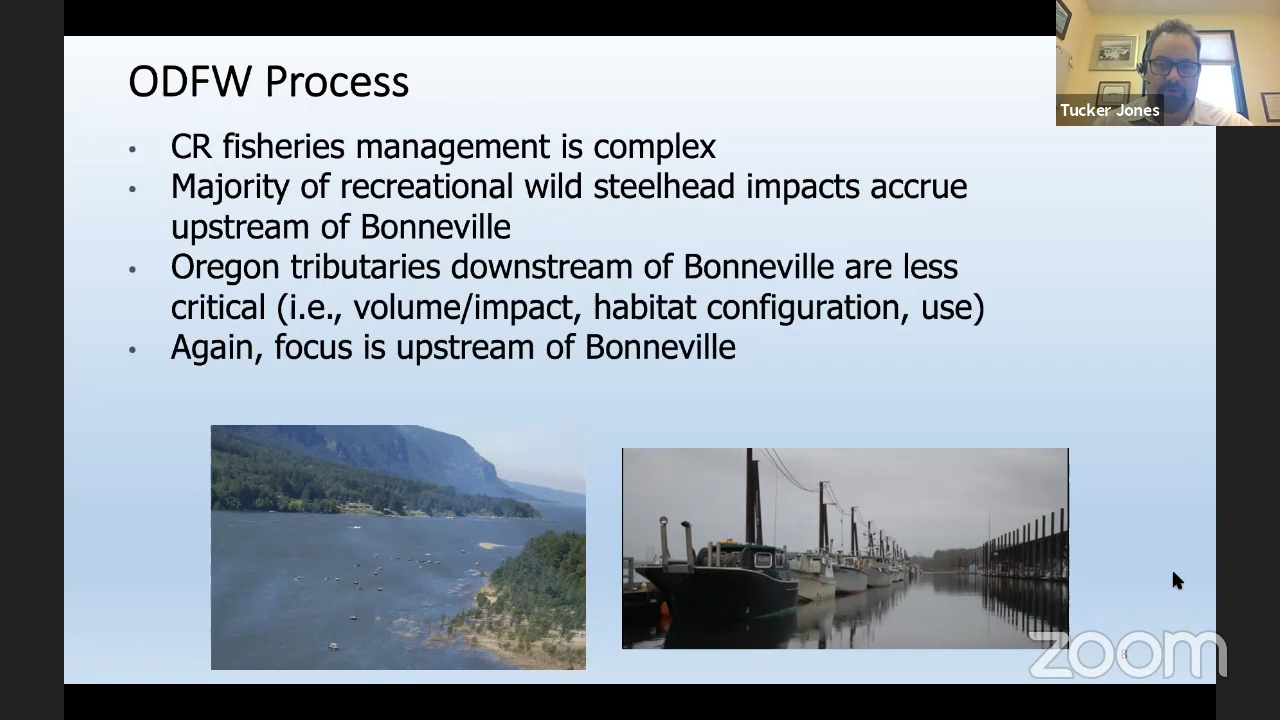 ODFW Process
Tucker Jones
• CR fisheries management is complex
• Majority of recreational wild steelhead impacts accrue
upstream of Bonneville
• Oregon tributaries downstream of Bonneville are less
critical (i.e., volume/impact, habitat configuration, use)
• Again, focus is upstream of Bonneville
zoom
8